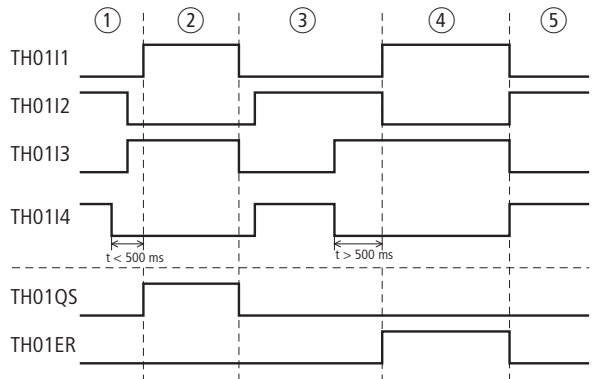 ① ② ③ ④ ⑤
TH01I1
TH01I2
TH01I3
TH01I4
t < 500 ms t > 500 ms
TH01QS
TH01ER